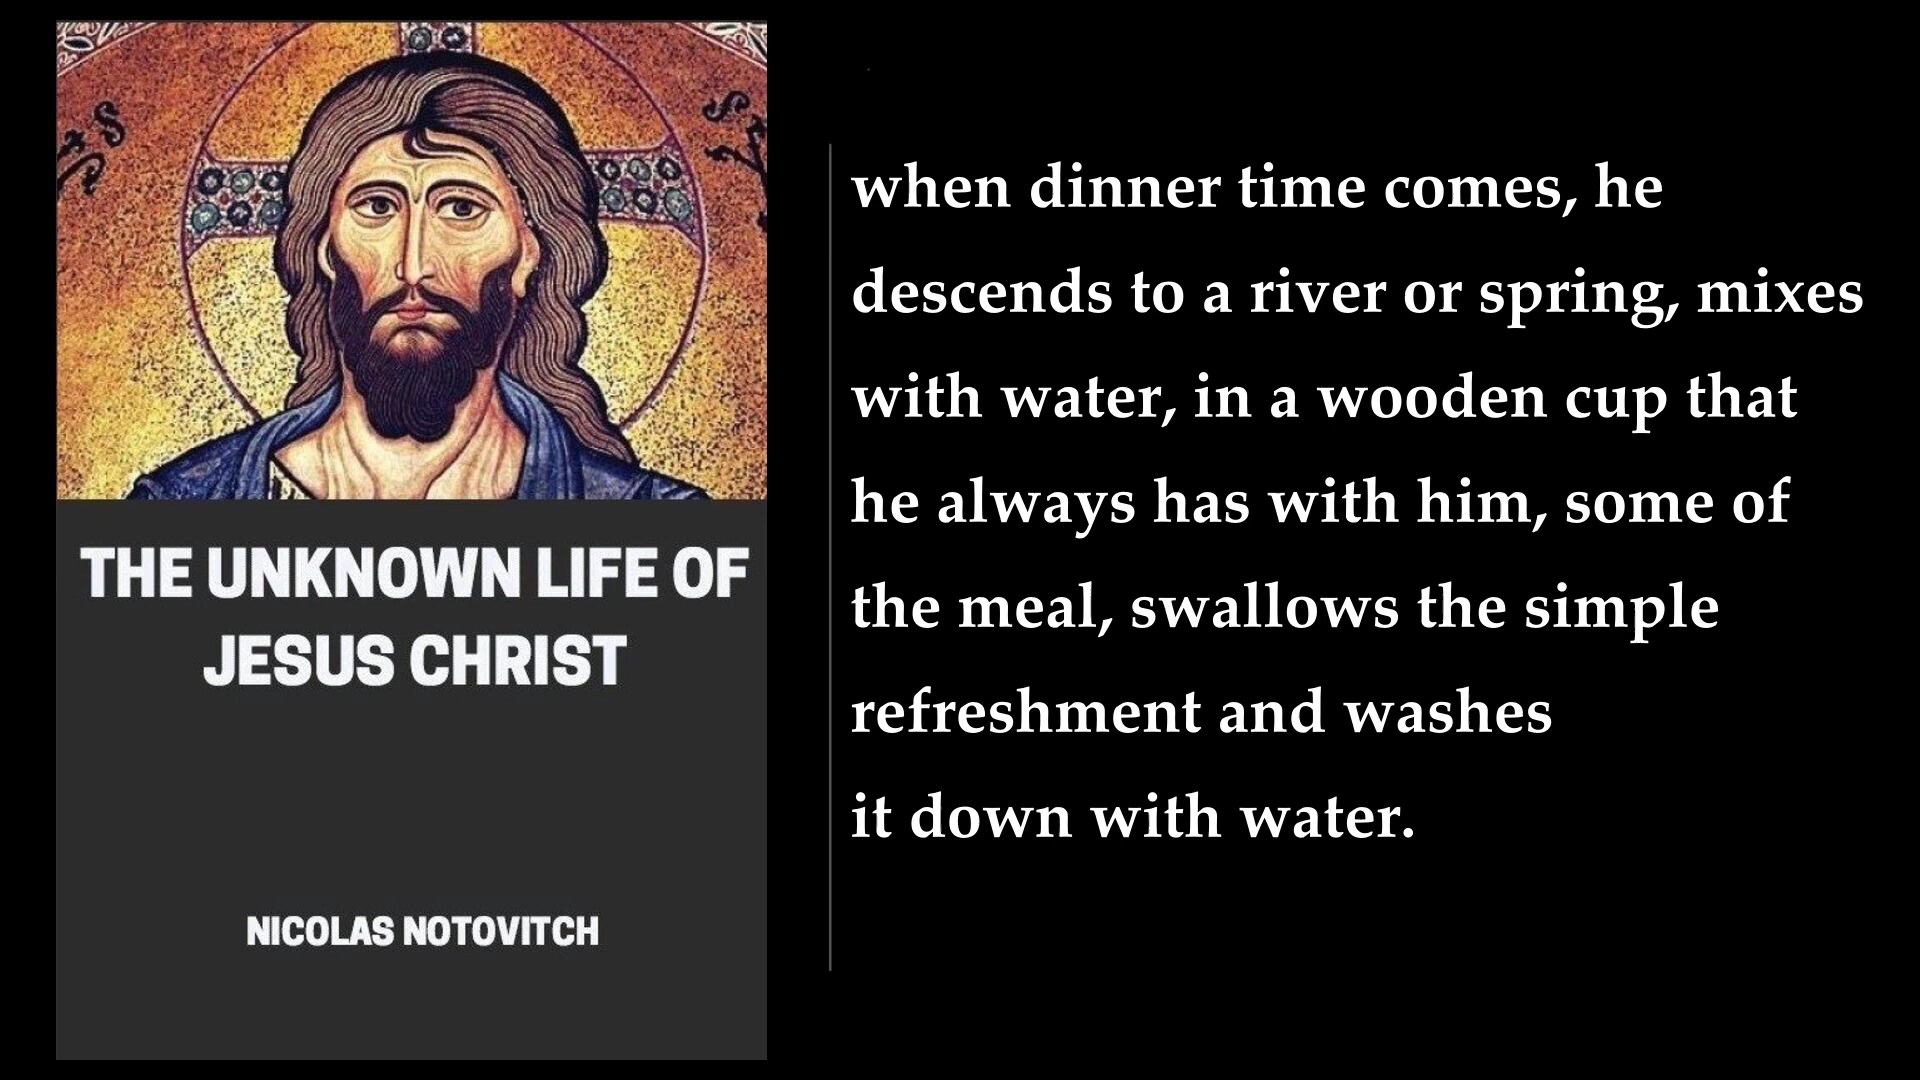 THE UNKNOWN LIFE OF
JESUS CHRIST
NICOLAS NOTOVITCH
when dinner time comes, he
descends to a river or spring, mixes
with water, in a wooden cup that
he always has with him, some of
the meal, swallows the simple
refreshment and washes
it down with water.